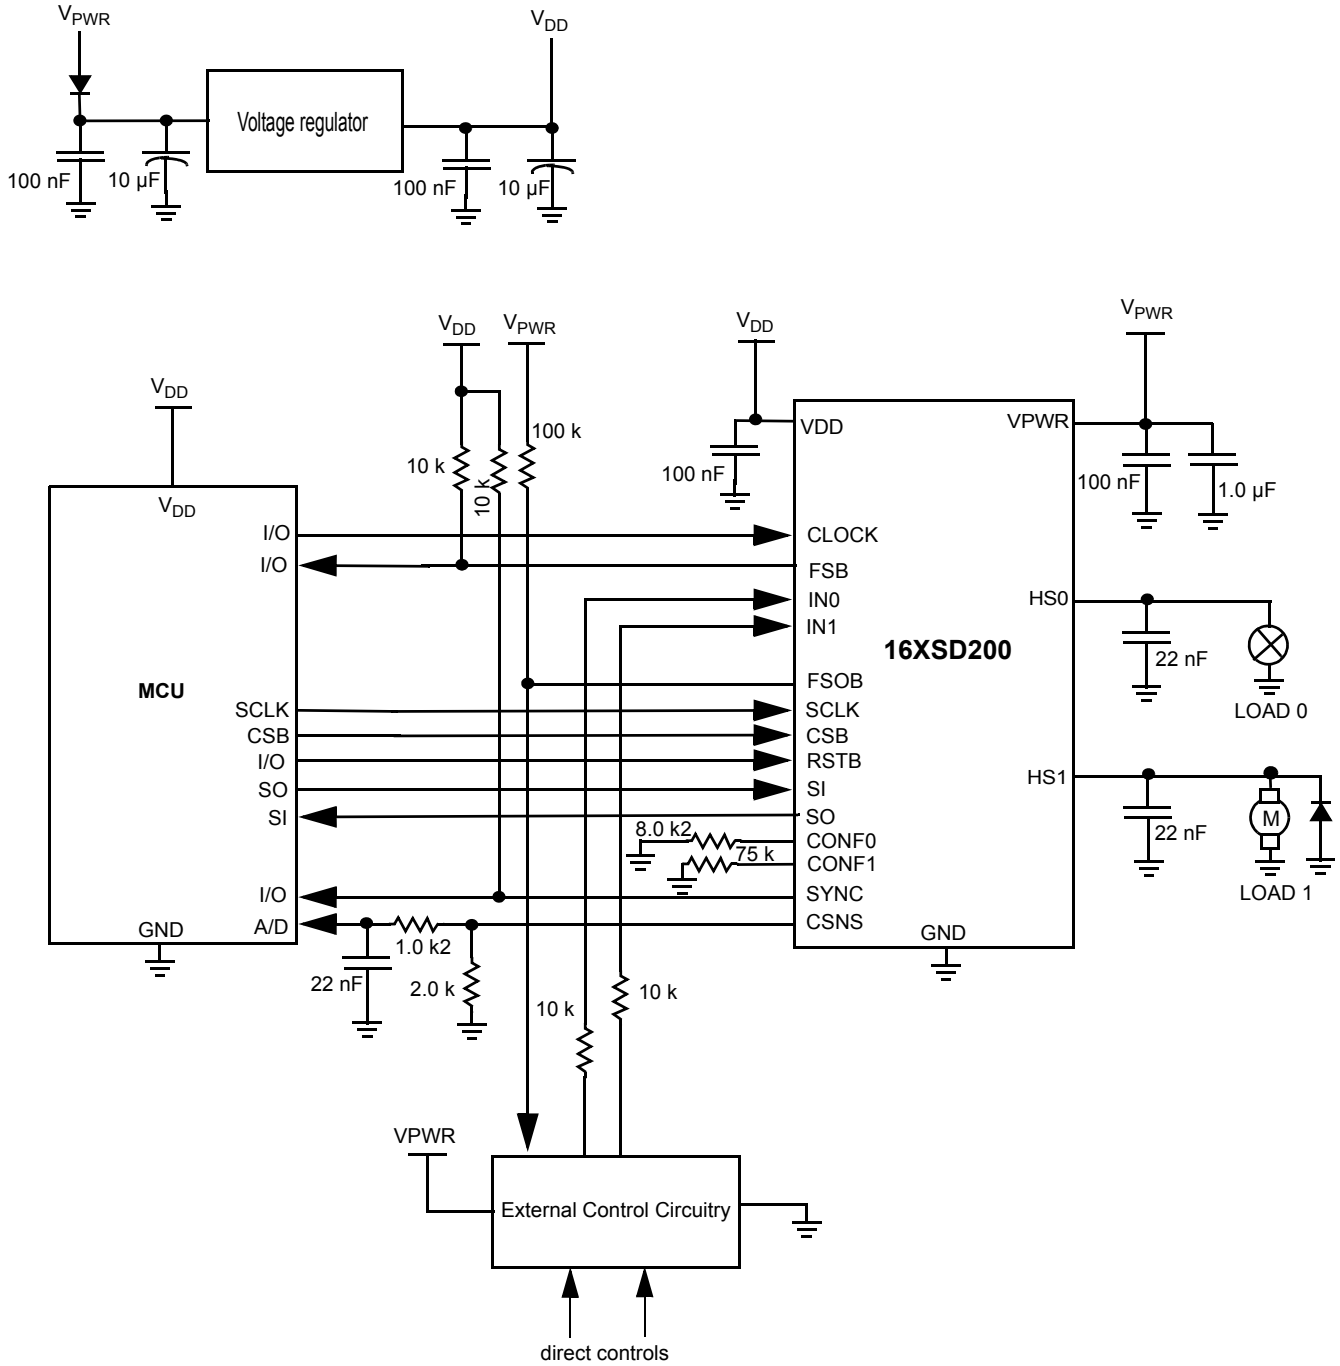 VPWR
VDD
Voltage regulator
100 nF
10 µF
100 nF
10 µF
VDD
VPWR
VDD
VPWR
VDD
100 k
10 k
10 k
VDD
VPWR
100 nF
100 nF
1.0 µF
VDD
I/O
CLOCK
I/O
FSB
IN0
HS0
IN1
16XSD200
22 nF
MCU
FSOB
SCLK
SCLK
LOAD 0
CSB
CSB
I/O
RSTB
HS1
SO
SI
SI
SO
M
22 nF
8.0 k2
CONF0
75 k
CONF1
I/O
SYNC
LOAD 1
GND
A/D
CSNS
GND
1.0 k2
22 nF
2.0 k
10 k
10 k
VPWR
External Control Circuitry
direct controls